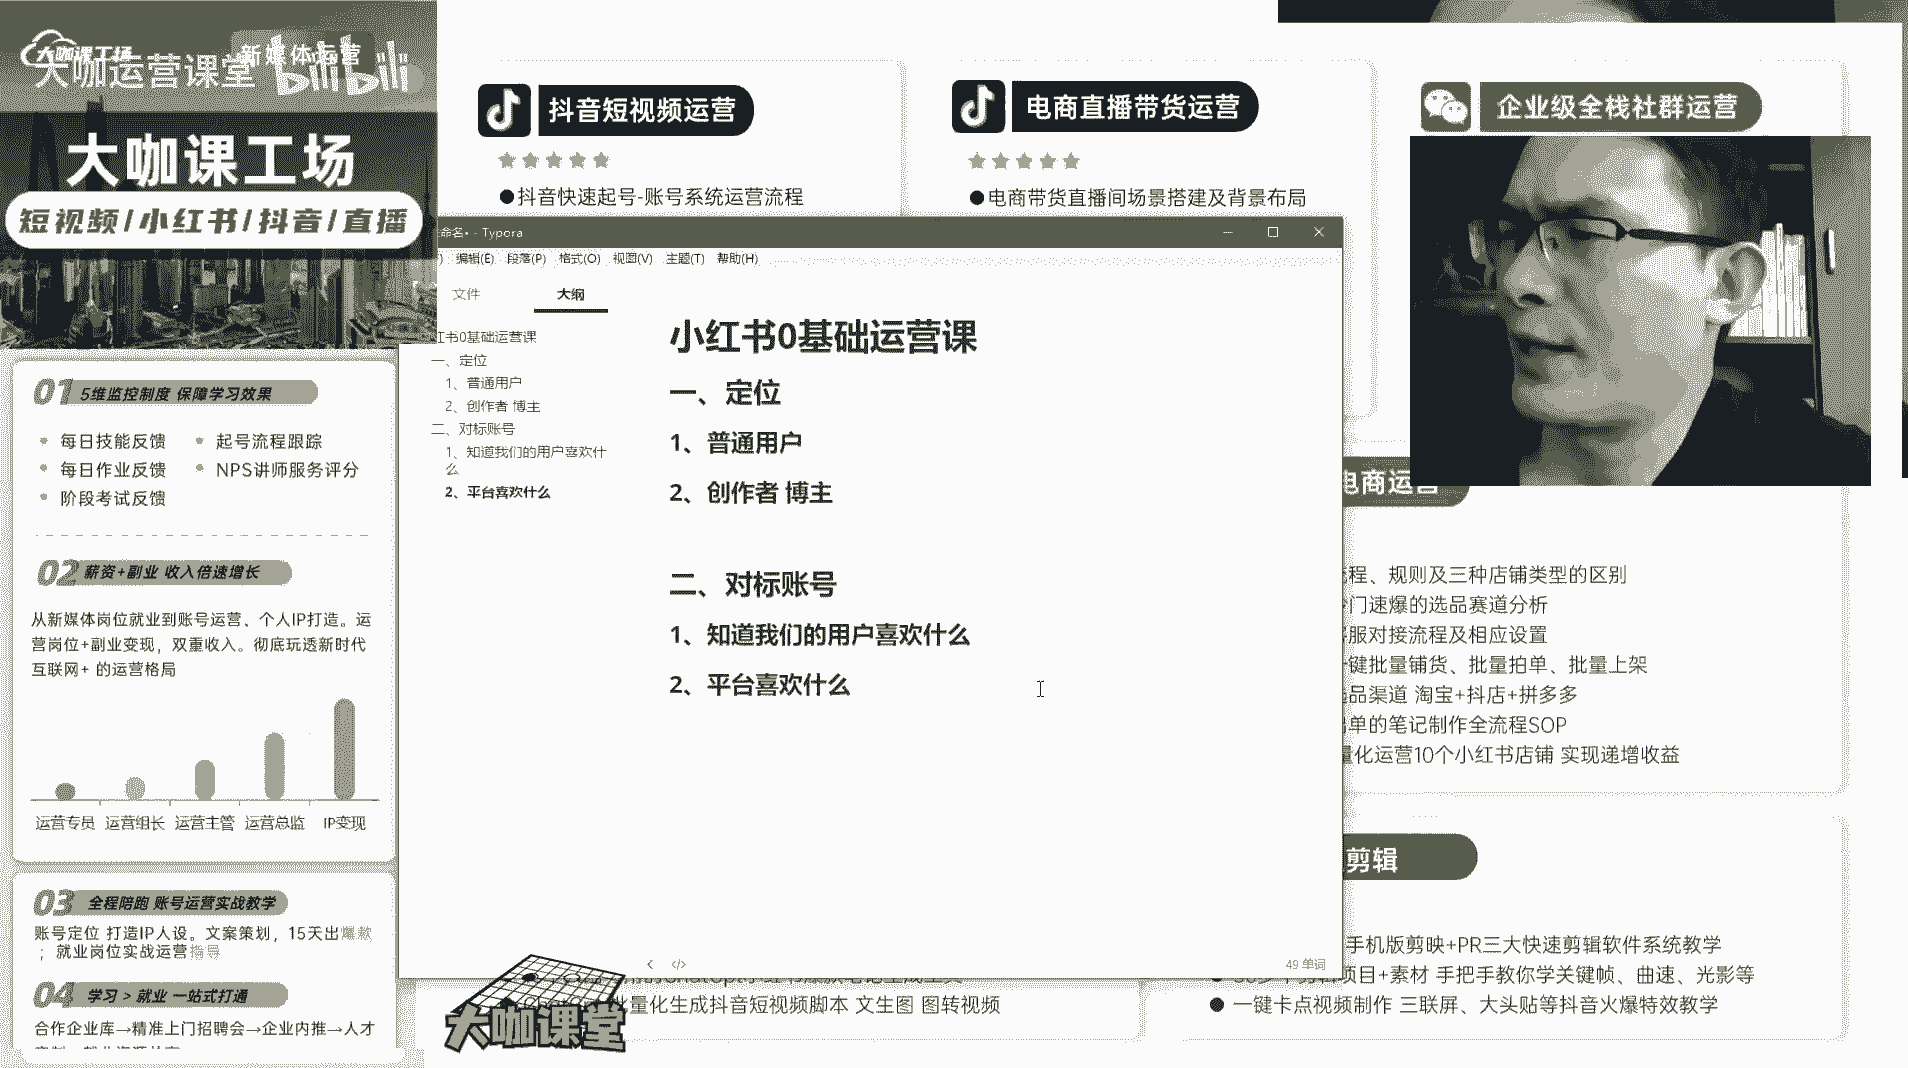 大咖课工场
新媒体运营
大咖运营课堂
bilibili
大咖课工场
短视频/小红书/抖音/直播
01 5维监控制度 保障学习效果
每日技能反馈 起号流程跟踪
每日作业反馈 NPS讲师服务评分
阶段考试反馈
02 薪资+副业 收入倍速增长
从新媒体岗位就业到账号运营、个人IP打造。运
营岗位+副业变现，双重收入。彻底玩透新时代
互联网+ 的运营格局
运营专员 运营组长 运营主管 运营总监 IP变现
03 全程陪跑 账号运营实战教学
账号定位 打造IP人设。文案策划，15天出爆款
；就业岗位实战运营指导
04 学习 > 就业 一站式打通
合作企业库→精准上门招聘会→企业内推→人才
抖音短视频运营
●抖音快速起号-账号系统运营流程
电商直播带货运营
●电商带货直播间场景搭建及背景布局
企业级全栈社群运营
命名• - Typora
编辑(E) 段落(P) 格式(O) 视图(V) 主题(T) 帮助(H)
文件 大纲
红书0基础运营课
一、定位
1、普通用户
2、创作者 博主
二、对标账号
1、知道我们的用户喜欢什
么
2、平台喜欢什么
小红书0基础运营课
一、定位
1、普通用户
2、创作者 博主
二、对标账号
1、知道我们的用户喜欢什么
2、平台喜欢什么
49 单词
电商运营
流程、规则及三种店铺类型的区别
门速爆的选品赛道分析
客服对接流程及相应设置
一键批量铺货、批量拍单、批量上架
选品渠道 淘宝+抖店+拼多多
出单的笔记制作全流程SOP
量化运营10个小红书店铺 实现递增收益
剪辑
手机版剪映+PR三大快速剪辑软件系统教学
项目+素材 手把手教你学关键帧、曲速、光影等
● 一键卡点视频制作 三联屏、大头贴等抖音火爆特效教学
批量化生成抖音短视频脚本 文生图 图转视频
大咖课堂